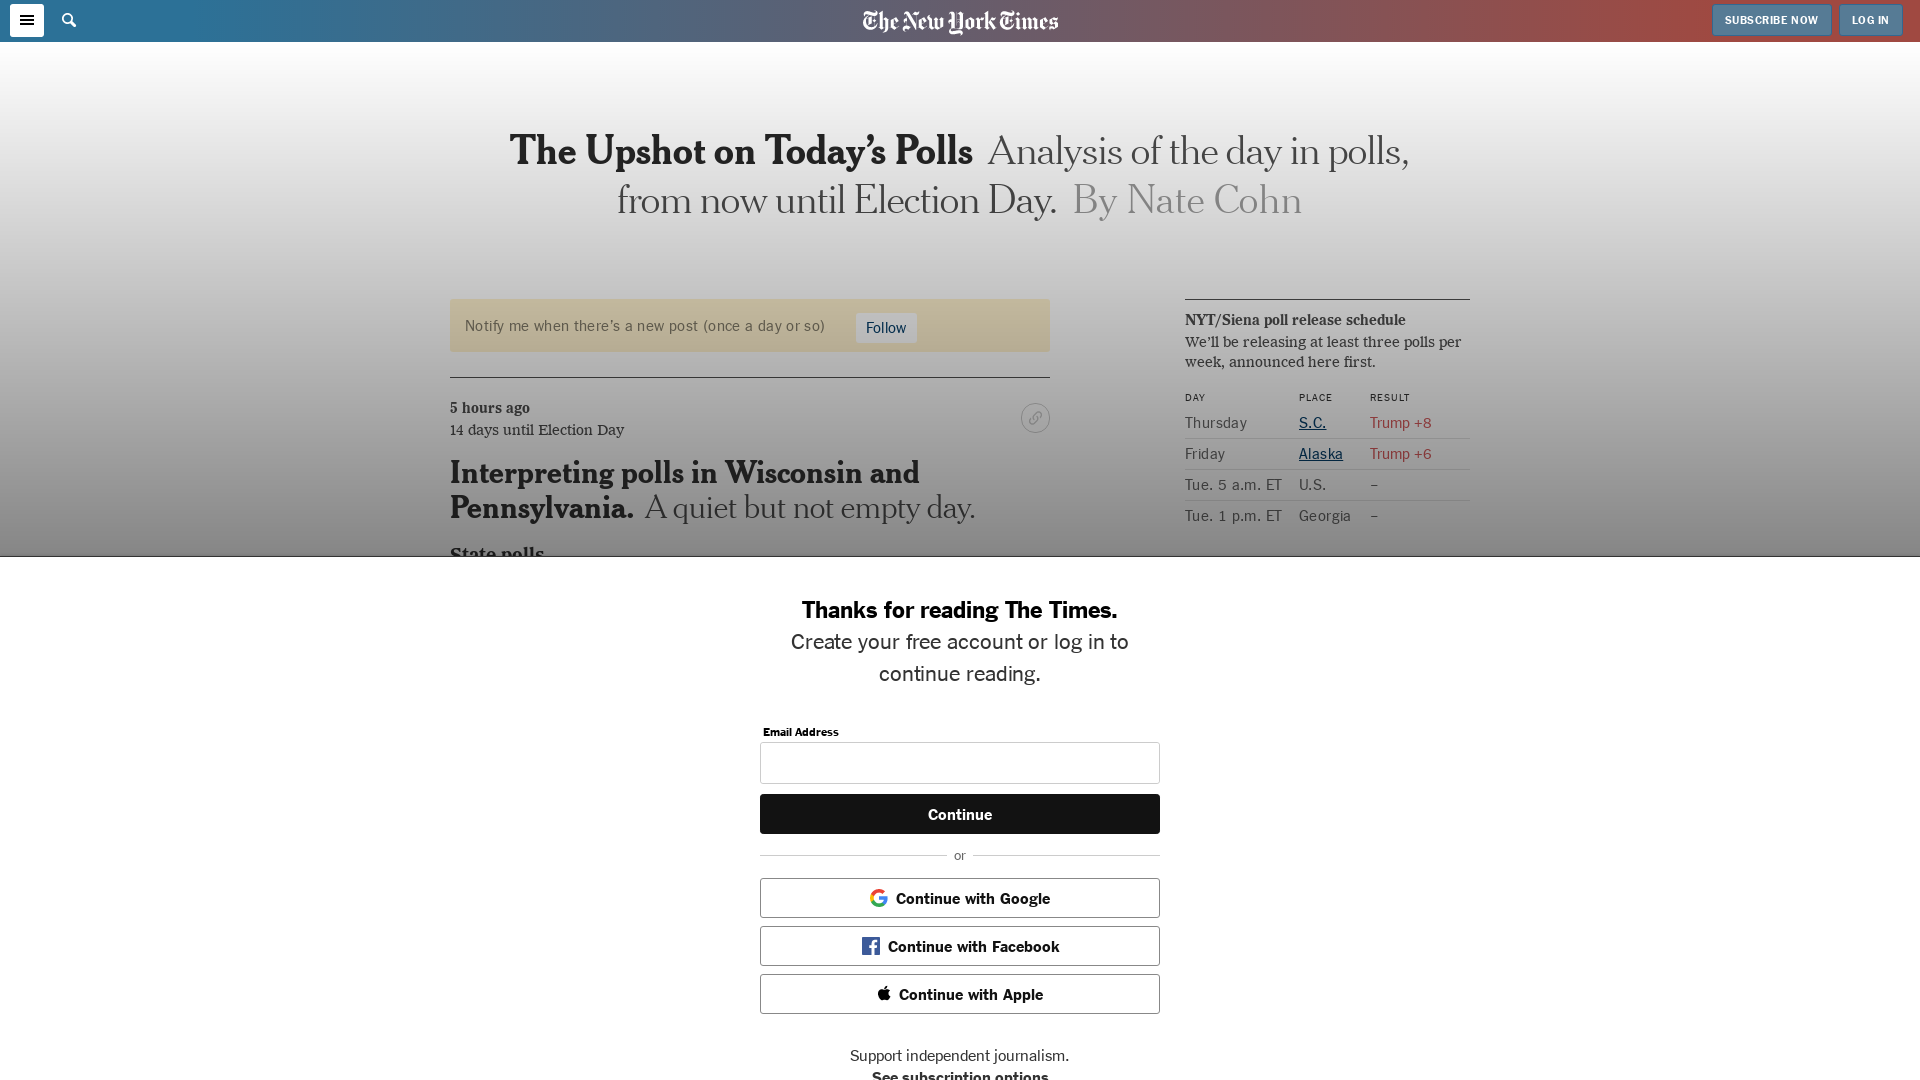 The New York Times
SUBSCRIBE NOW
LOG IN
The Upshot on Today’s Polls Analysis of the day in polls,
from now until Election Day. By Nate Cohn
Notify me when there’s a new post (once a day or so)
Follow
5 hours ago
14 days until Election Day
Interpreting polls in Wisconsin and
Pennsylvania. A quiet but not empty day.
State polls
NYT/Siena poll release schedule
We’ll be releasing at least three polls per
week, announced here first.
DAY PLACE RESULT
Thursday S.C. Trump +8
Friday Alaska Trump +6
Tue. 5 a.m. ET U.S. –
Tue. 1 p.m. ET Georgia –
Thanks for reading The Times.
Create your free account or log in to
continue reading.
Email Address
Continue
or
Continue with Google
Continue with Facebook
Continue with Apple
Support independent journalism.
See subscription options